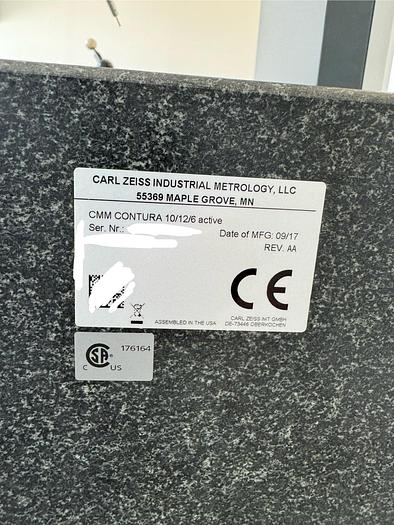 CARL ZEISS INDUSTRIAL METROLOGY, LLC
55369 MAPLE GROVE, MN
CMM CONTURA 10/12/6 active
Ser. Nr.:
Date of MFG: 09/17
REV. AA
CE
ASSEMBLED IN THE USA
CARL ZEISS IMT GMBH
DE-73446 OBERKOCHEN
CSA
176164
C US